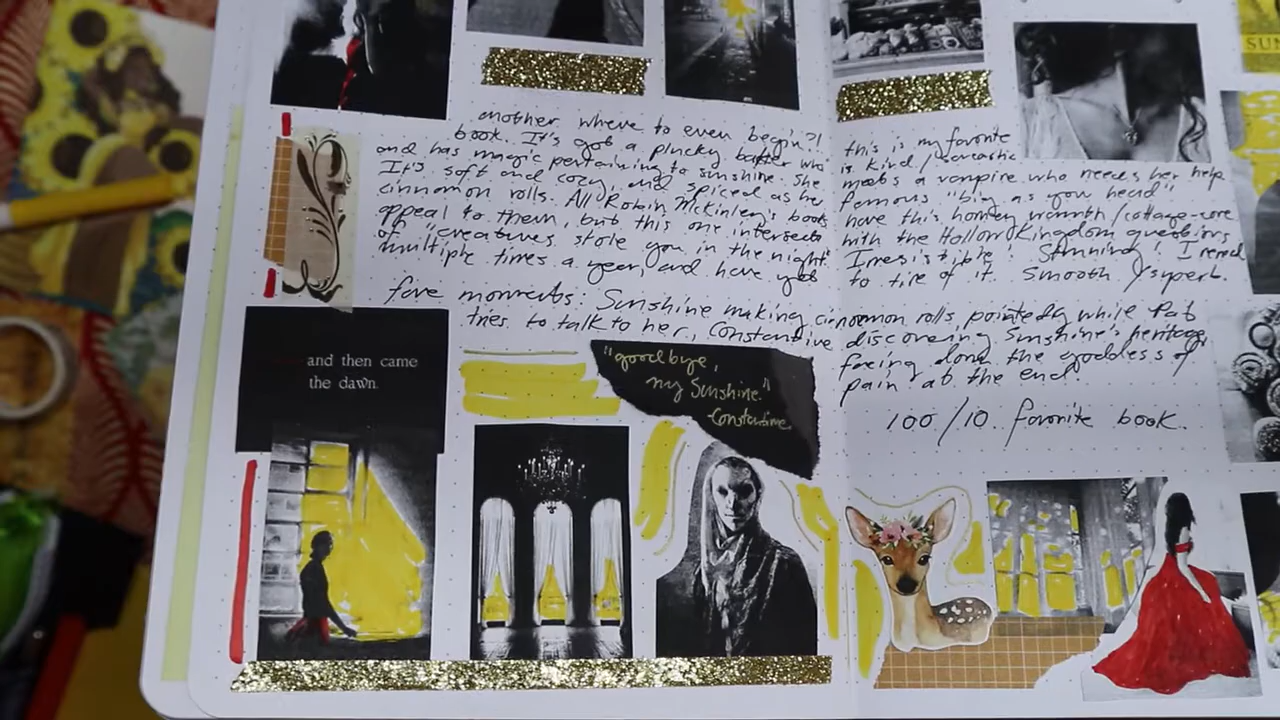 another where to even begin?!
book. It's got a plucky baker who
and has magic pertaining to sunshine. She
It's soft and cozy, and spiced as her
cinnamon rolls. All Robin McKinley's books
appeal to them, but this one intersects
of "creatives stole you in the night"
multiple times a year, and have yet
this is my favorite
is kind / sarcastic
meets a vampire who needs her help
famous "big as you head"
have this homey warmth/cottage-core
with the Hollow Kingdom questions
Irresistible! Stunning! I reread
to tire of it. Smooth / superb.
fave moments: Sunshine making cinnamon rolls pointedly while Pat
tries to talk to her, Constantine discovering Sunshine's heritage,
facing down the goddess of
pain at the end.
100/10. favorite book.
and then came
the dawn.
"goodbye,
my Sunshine."
-Constantine
SUN